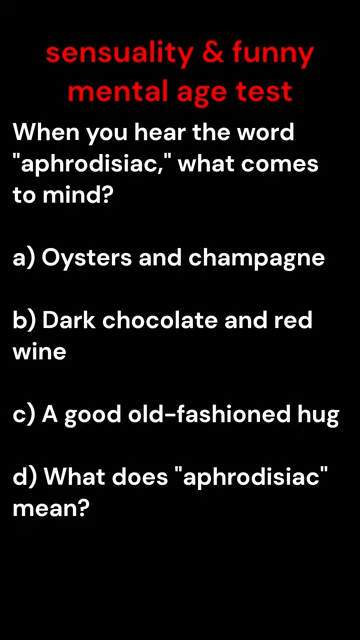 sensuality & funny
mental age test
When you hear the word
"aphrodisiac," what comes
to mind?
a) Oysters and champagne
b) Dark chocolate and red
wine
c) A good old-fashioned hug
d) What does "aphrodisiac"
mean?